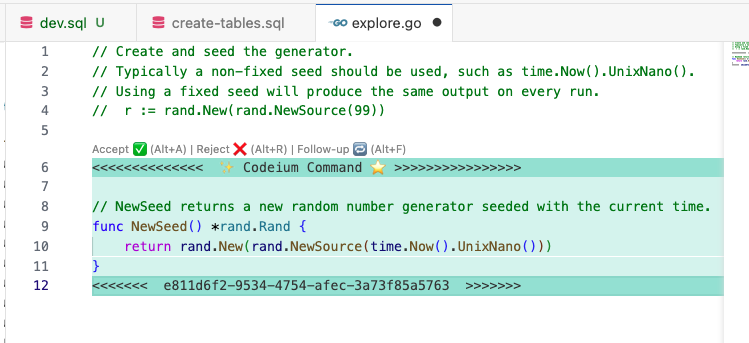 dev.sql U create-tables.sql GO explore.go ●
1 // Create and seed the generator.
2 // Typically a non-fixed seed should be used, such as time.Now().UnixNano().
3 // Using a fixed seed will produce the same output on every run.
4 //  r := rand.New(rand.NewSource(99))
5
Accept ✅ (Alt+A) | Reject ❌ (Alt+R) | Follow-up 🔁 (Alt+F)
6 <<<<<<<<<<<<<<  ✨ Codeium Command ⭐ >>>>>>>>>>>>>>>>
7
8 // NewSeed returns a new random number generator seeded with the current time.
9 func NewSeed() *rand.Rand {
10     return rand.New(rand.NewSource(time.Now().UnixNano()))
11 }
12 <<<<<<<  e811d6f2-9534-4754-afec-3a73f85a5763  >>>>>>>